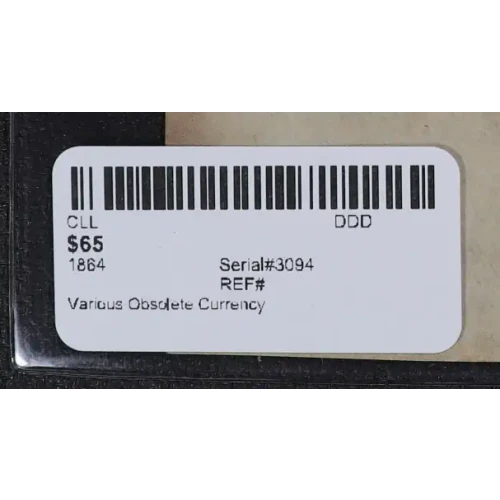 CLL DDD
$65
1864 Serial#3094
REF#
Various Obsolete Currency